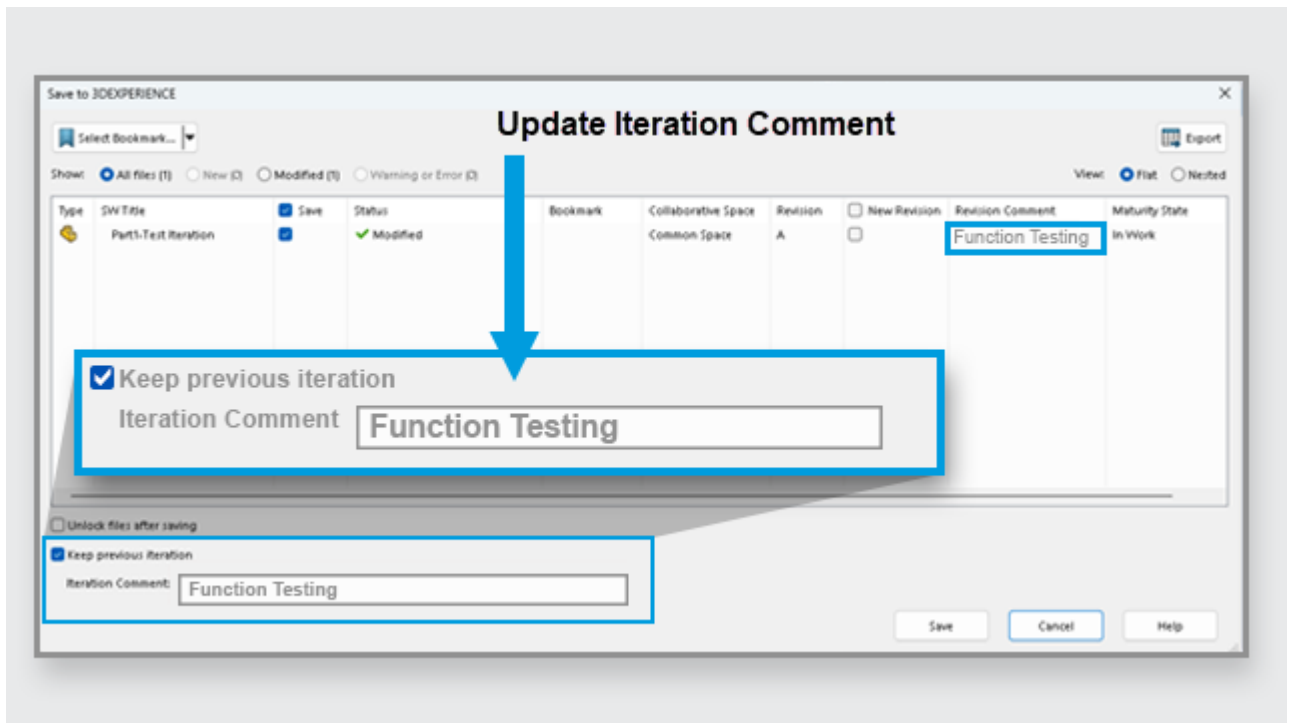 Save to 3DEXPERIENCE
Update Iteration Comment
Select Bookmark...
Export
Show: All files (1) New (0) Modified (1) Warning or Error (0) View: Flat Nested
Type SW Title Save Status Bookmark Collaborative Space Revision New Revision Revision Comment Maturity State
Part1-Test Iteration Modified Common Space A Function Testing In Work
Keep previous iteration
Iteration Comment Function Testing
Unlock files after saving
Keep previous iteration
Iteration Comment: Function Testing
Save Cancel Help